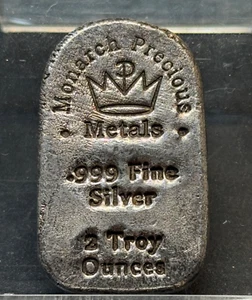 Monarch Precious
Metals
.999 Fine
Silver
2 Troy
Ounces